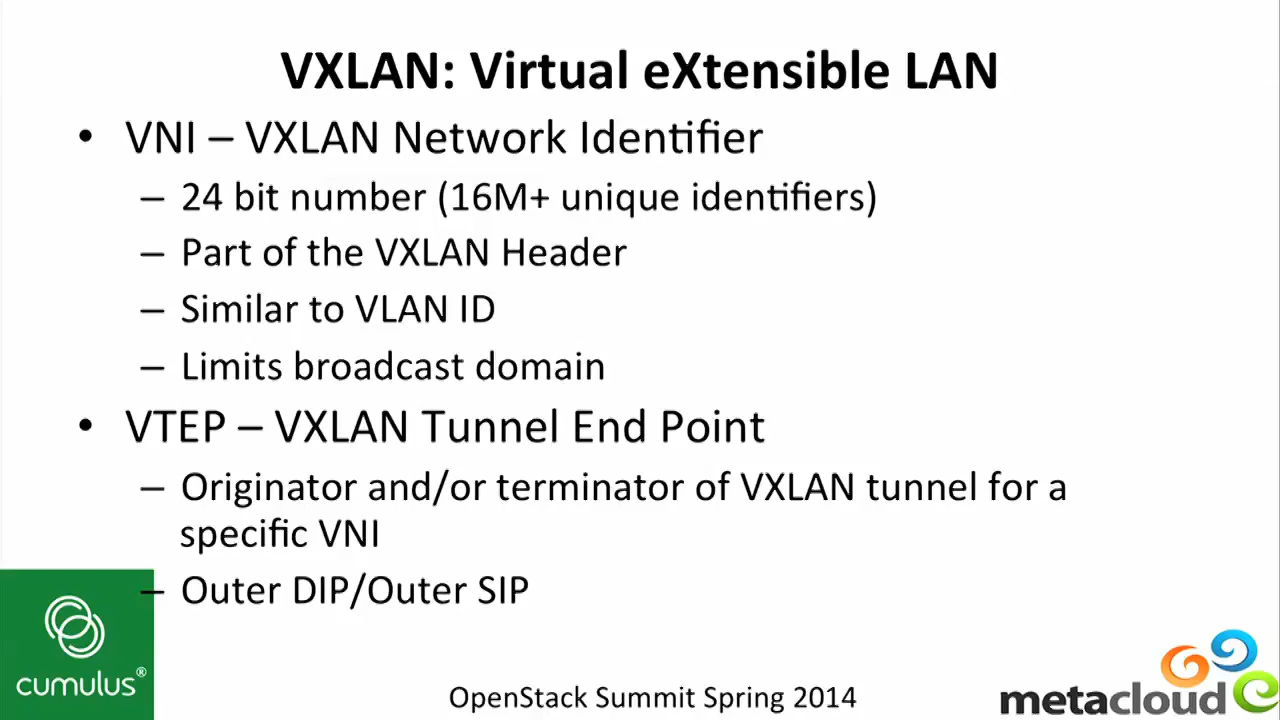 VXLAN: Virtual eXtensible LAN
• VNI – VXLAN Network Identifier
– 24 bit number (16M+ unique identifiers)
– Part of the VXLAN Header
– Similar to VLAN ID
– Limits broadcast domain
• VTEP – VXLAN Tunnel End Point
– Originator and/or terminator of VXLAN tunnel for a
specific VNI
– Outer DIP/Outer SIP
cumulus®
OpenStack Summit Spring 2014
metacloud